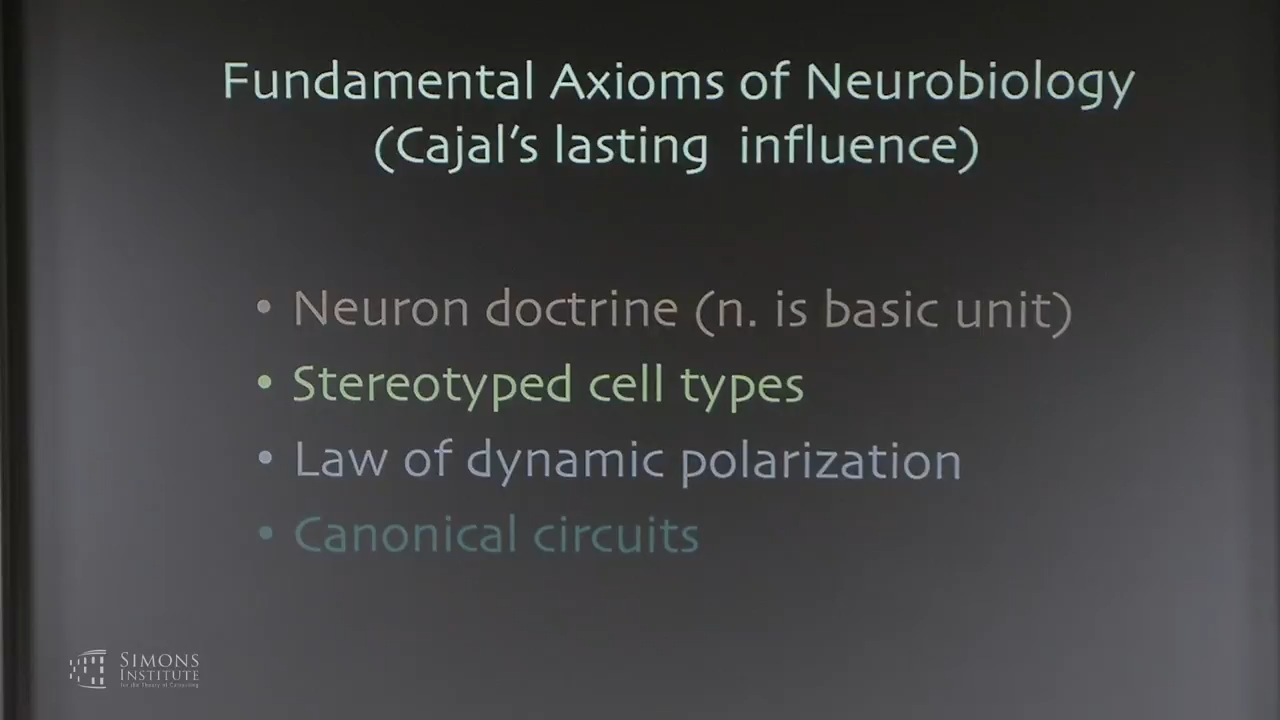 Fundamental Axioms of Neurobiology
(Cajal's lasting influence)
• Neuron doctrine (n. is basic unit)
• Stereotyped cell types
• Law of dynamic polarization
• Canonical circuits
SIMONS
INSTITUTE
for the Theory of Computing